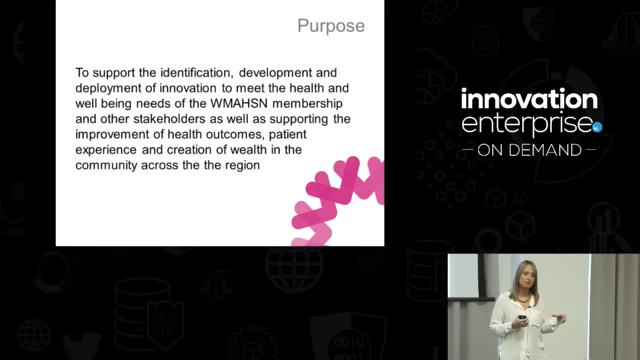 Purpose
To support the identification, development and
deployment of innovation to meet the health and
well being needs of the WMAHSN membership
and other stakeholders as well as supporting the
improvement of health outcomes, patient
experience and creation of wealth in the
community across the the region
innovation
enterprise.
— ON DEMAND —
0010
1001